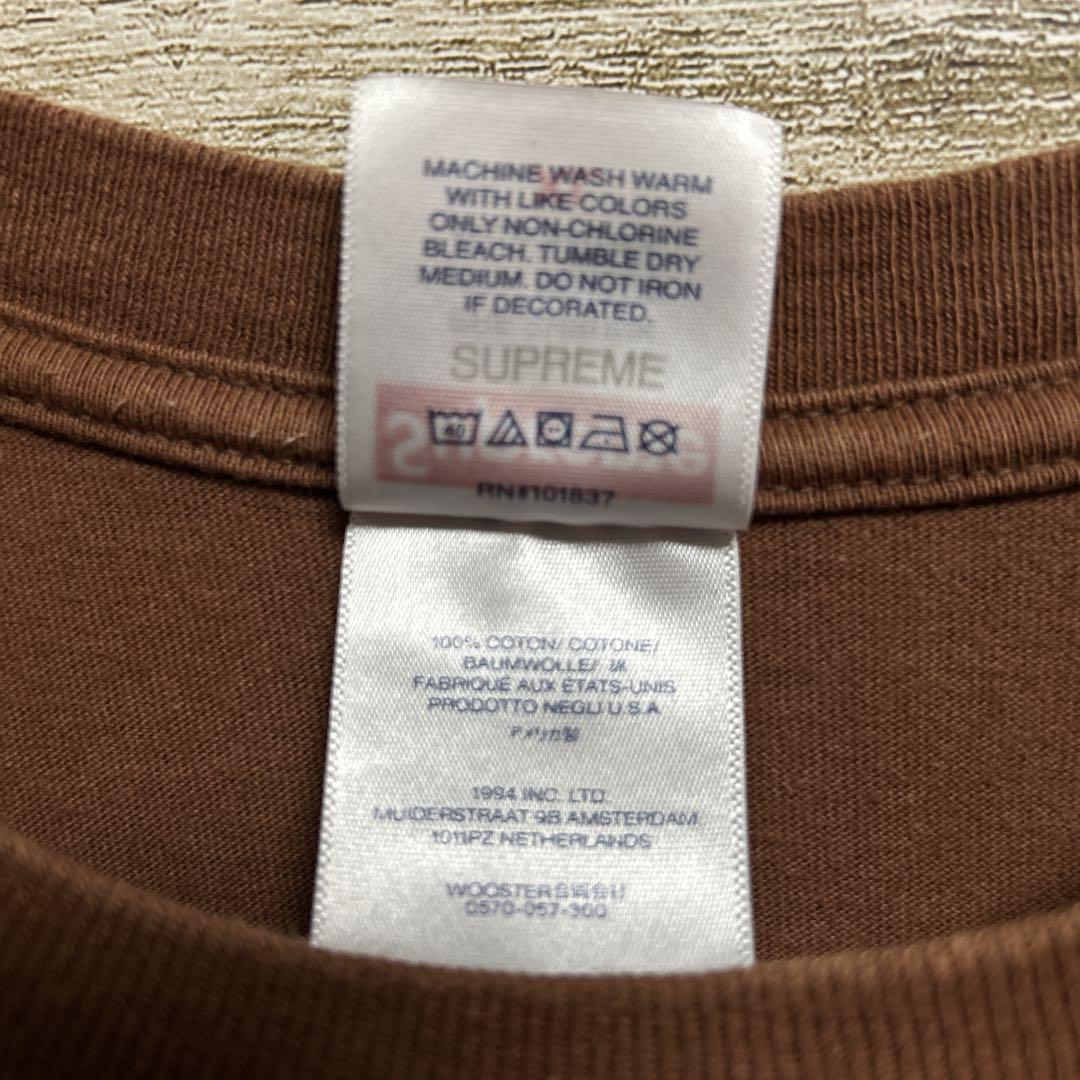 MACHINE WASH WARM
WITH LIKE COLORS
ONLY NON-CHLORINE
BLEACH. TUMBLE DRY
MEDIUM. DO NOT IRON
IF DECORATED.
SUPREME
40
RN#101837
100% COTON/ COTONE/
BAUMWOLLE/ 綿
FABRIQUE AUX ETATS-UNIS
PRODOTTO NEGLI U.S.A
アメリカ製
1994 INC. LTD.
MUIDERSTRAAT 9B AMSTERDAM
1011PZ NETHERLANDS
WOOSTER合同会社
0570-057-300